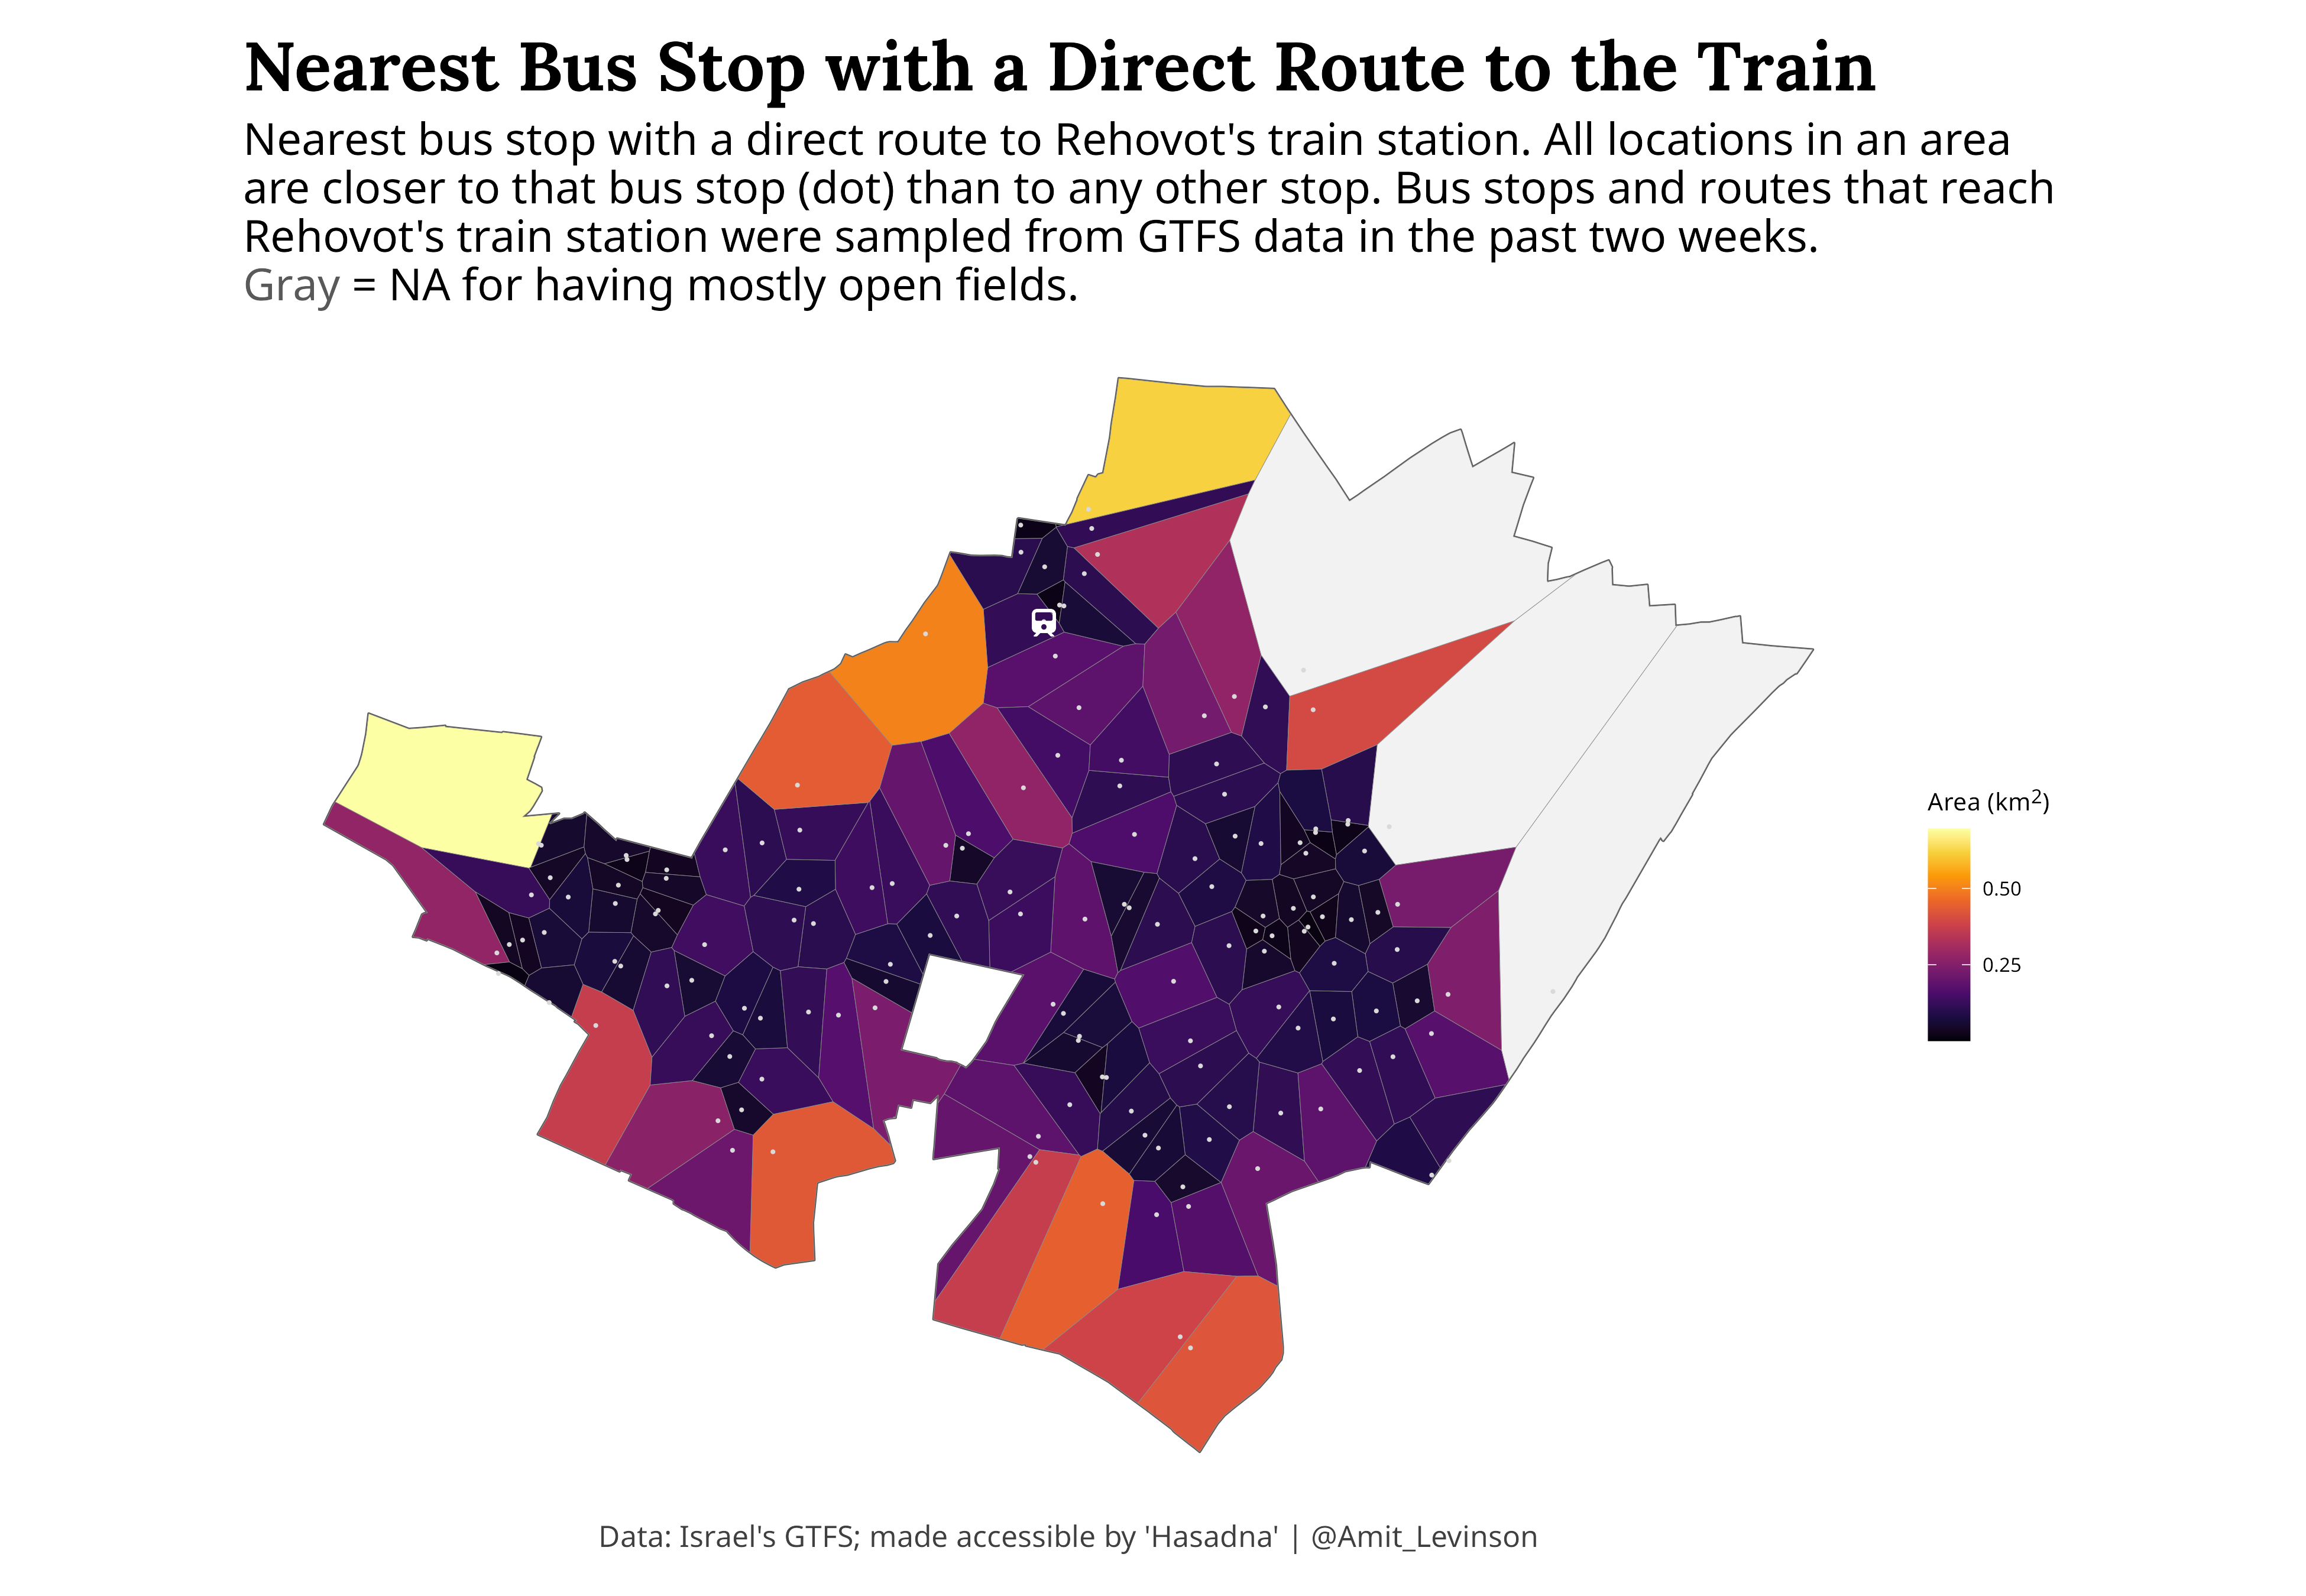 Nearest Bus Stop with a Direct Route to the Train
Nearest bus stop with a direct route to Rehovot's train station. All locations in an area
are closer to that bus stop (dot) than to any other stop. Bus stops and routes that reach
Rehovot's train station were sampled from GTFS data in the past two weeks.
Gray = NA for having mostly open fields.
Area (km²)
0.50
0.25
Data: Israel's GTFS; made accessible by 'Hasadna' | @Amit_Levinson